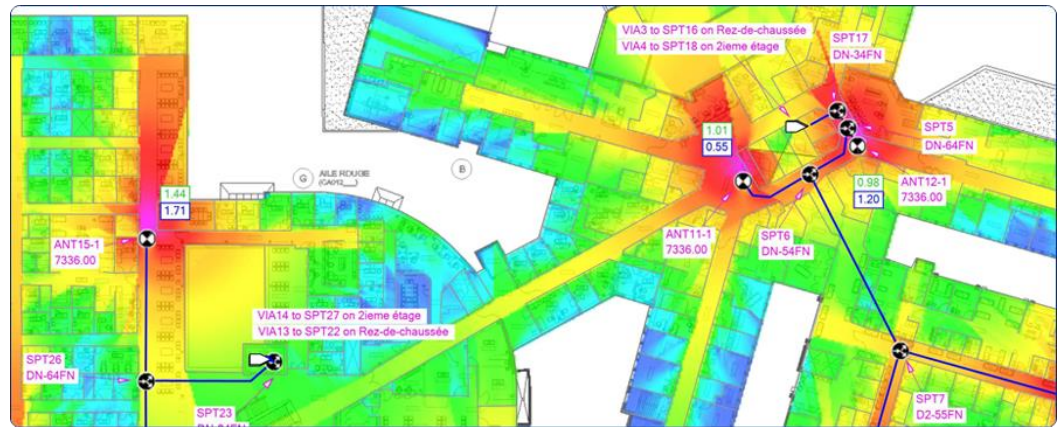 VIA3 to SPT16 on Rez-de-chaussée
VIA4 to SPT18 on 2ieme étage
SPT17
DN-34FN
1.01
0.55
SPT5
DN-64FN
B
G
AILE ROUGE
1.44
1.71
0.98
1.20
ANT12-1
7336.00
ANT15-1
7336.00
ANT11-1
7336.00
SPT6
DN-54FN
VIA14 to SPT27 on 2ieme étage
VIA13 to SPT22 on Rez-de-chaussée
SPT26
DN-64FN
SPT23
SPT7
D2-55FN